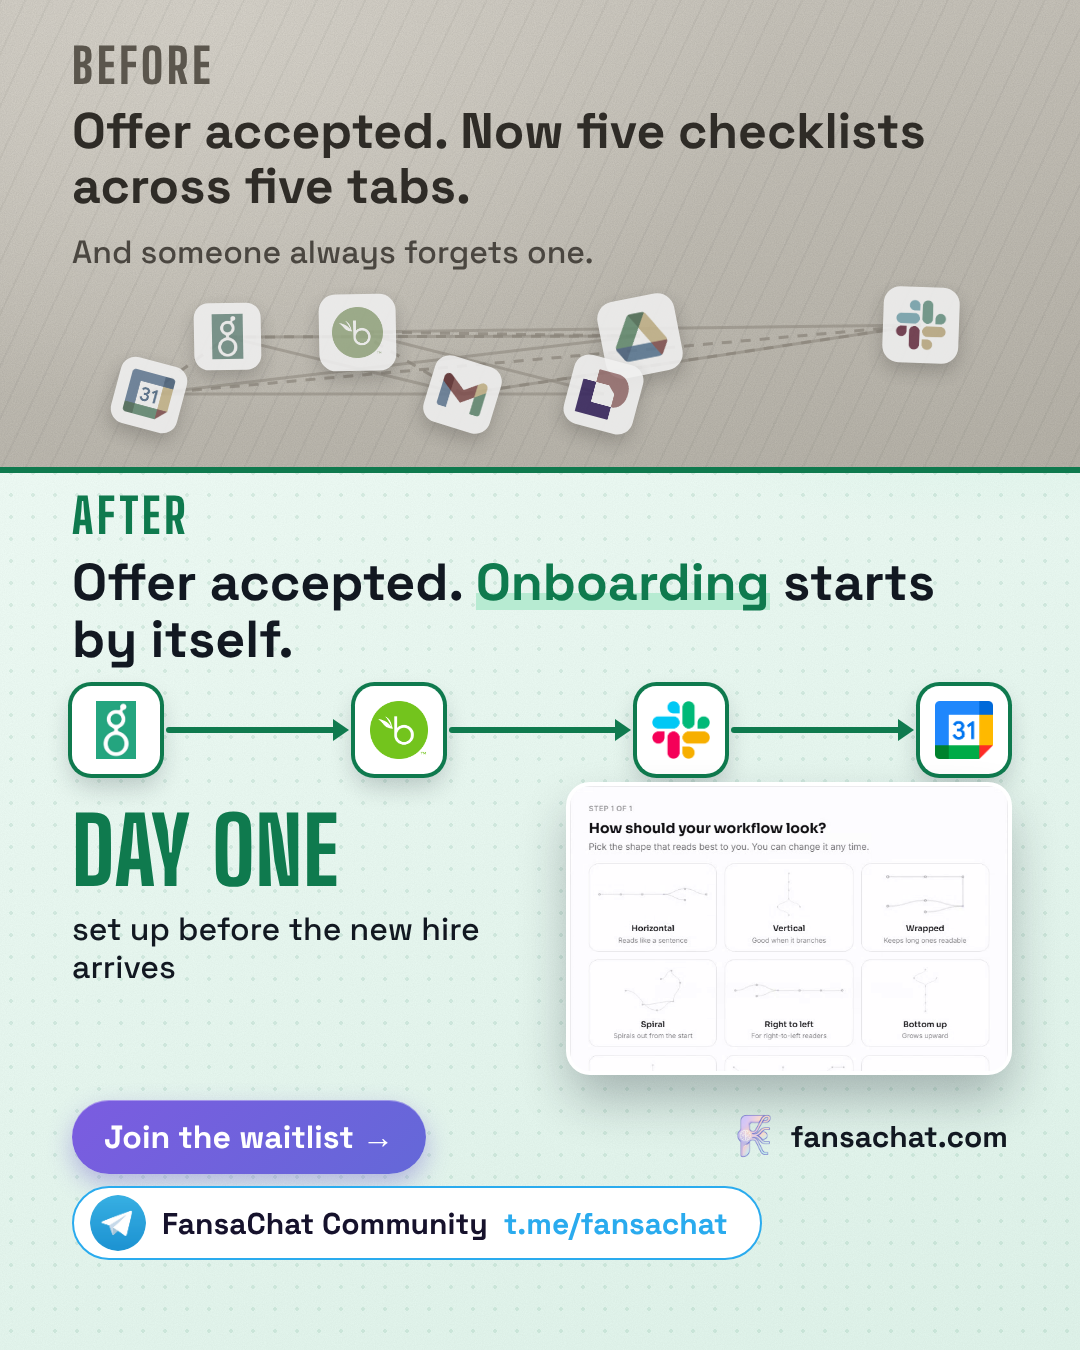 BEFORE
Offer accepted. Now five checklists
across five tabs.
And someone always forgets one.
31
AFTER
Offer accepted. Onboarding starts
by itself.
31
DAY ONE
set up before the new hire
arrives
STEP 1 OF 1
How should your workflow look?
Pick the shape that reads best to you. You can change it any time.
Horizontal
Reads like a sentence
Vertical
Good when it branches
Wrapped
Keeps long ones readable
Spiral
Spirals out from the start
Right to left
For right-to-left readers
Bottom up
Grows upward
Join the waitlist →
fansachat.com
FansaChat Community t.me/fansachat